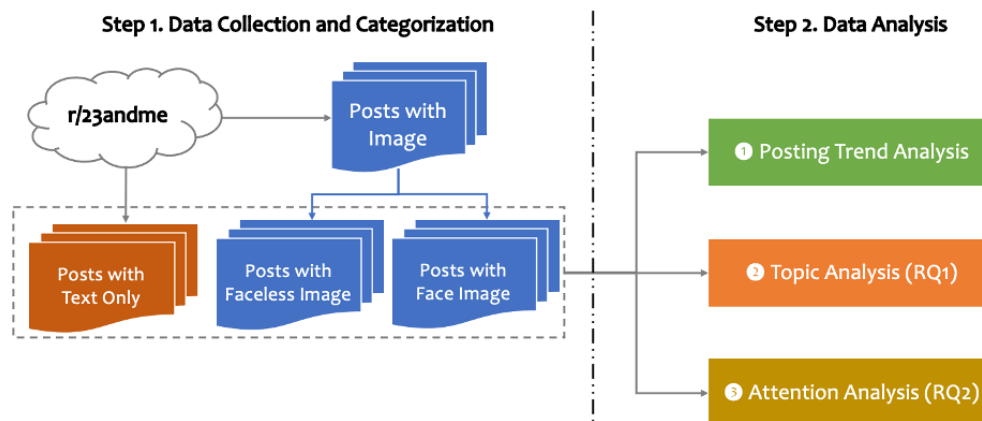 Step 1. Data Collection and Categorization
Step 2. Data Analysis
r/23andme
Posts with
Image
Posts with
Text Only
Posts with
Faceless Image
Posts with
Face Image
❶ Posting Trend Analysis
❷ Topic Analysis (RQ1)
❸ Attention Analysis (RQ2)